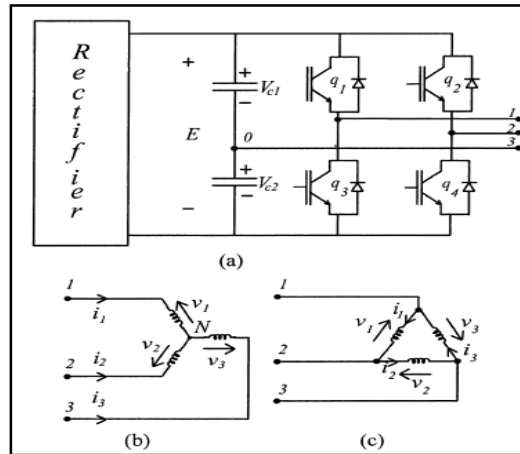 Rectifier
+ + Vc1 −
E 0
+ Vc2 −
−
q1 q2
1
2
3
q3 q4
(a)
1 i1 v1
2 i2 v2 N v3
3 i3
(b)
1 i1 v1 v3
2 i2 v2 i3
3
(c)